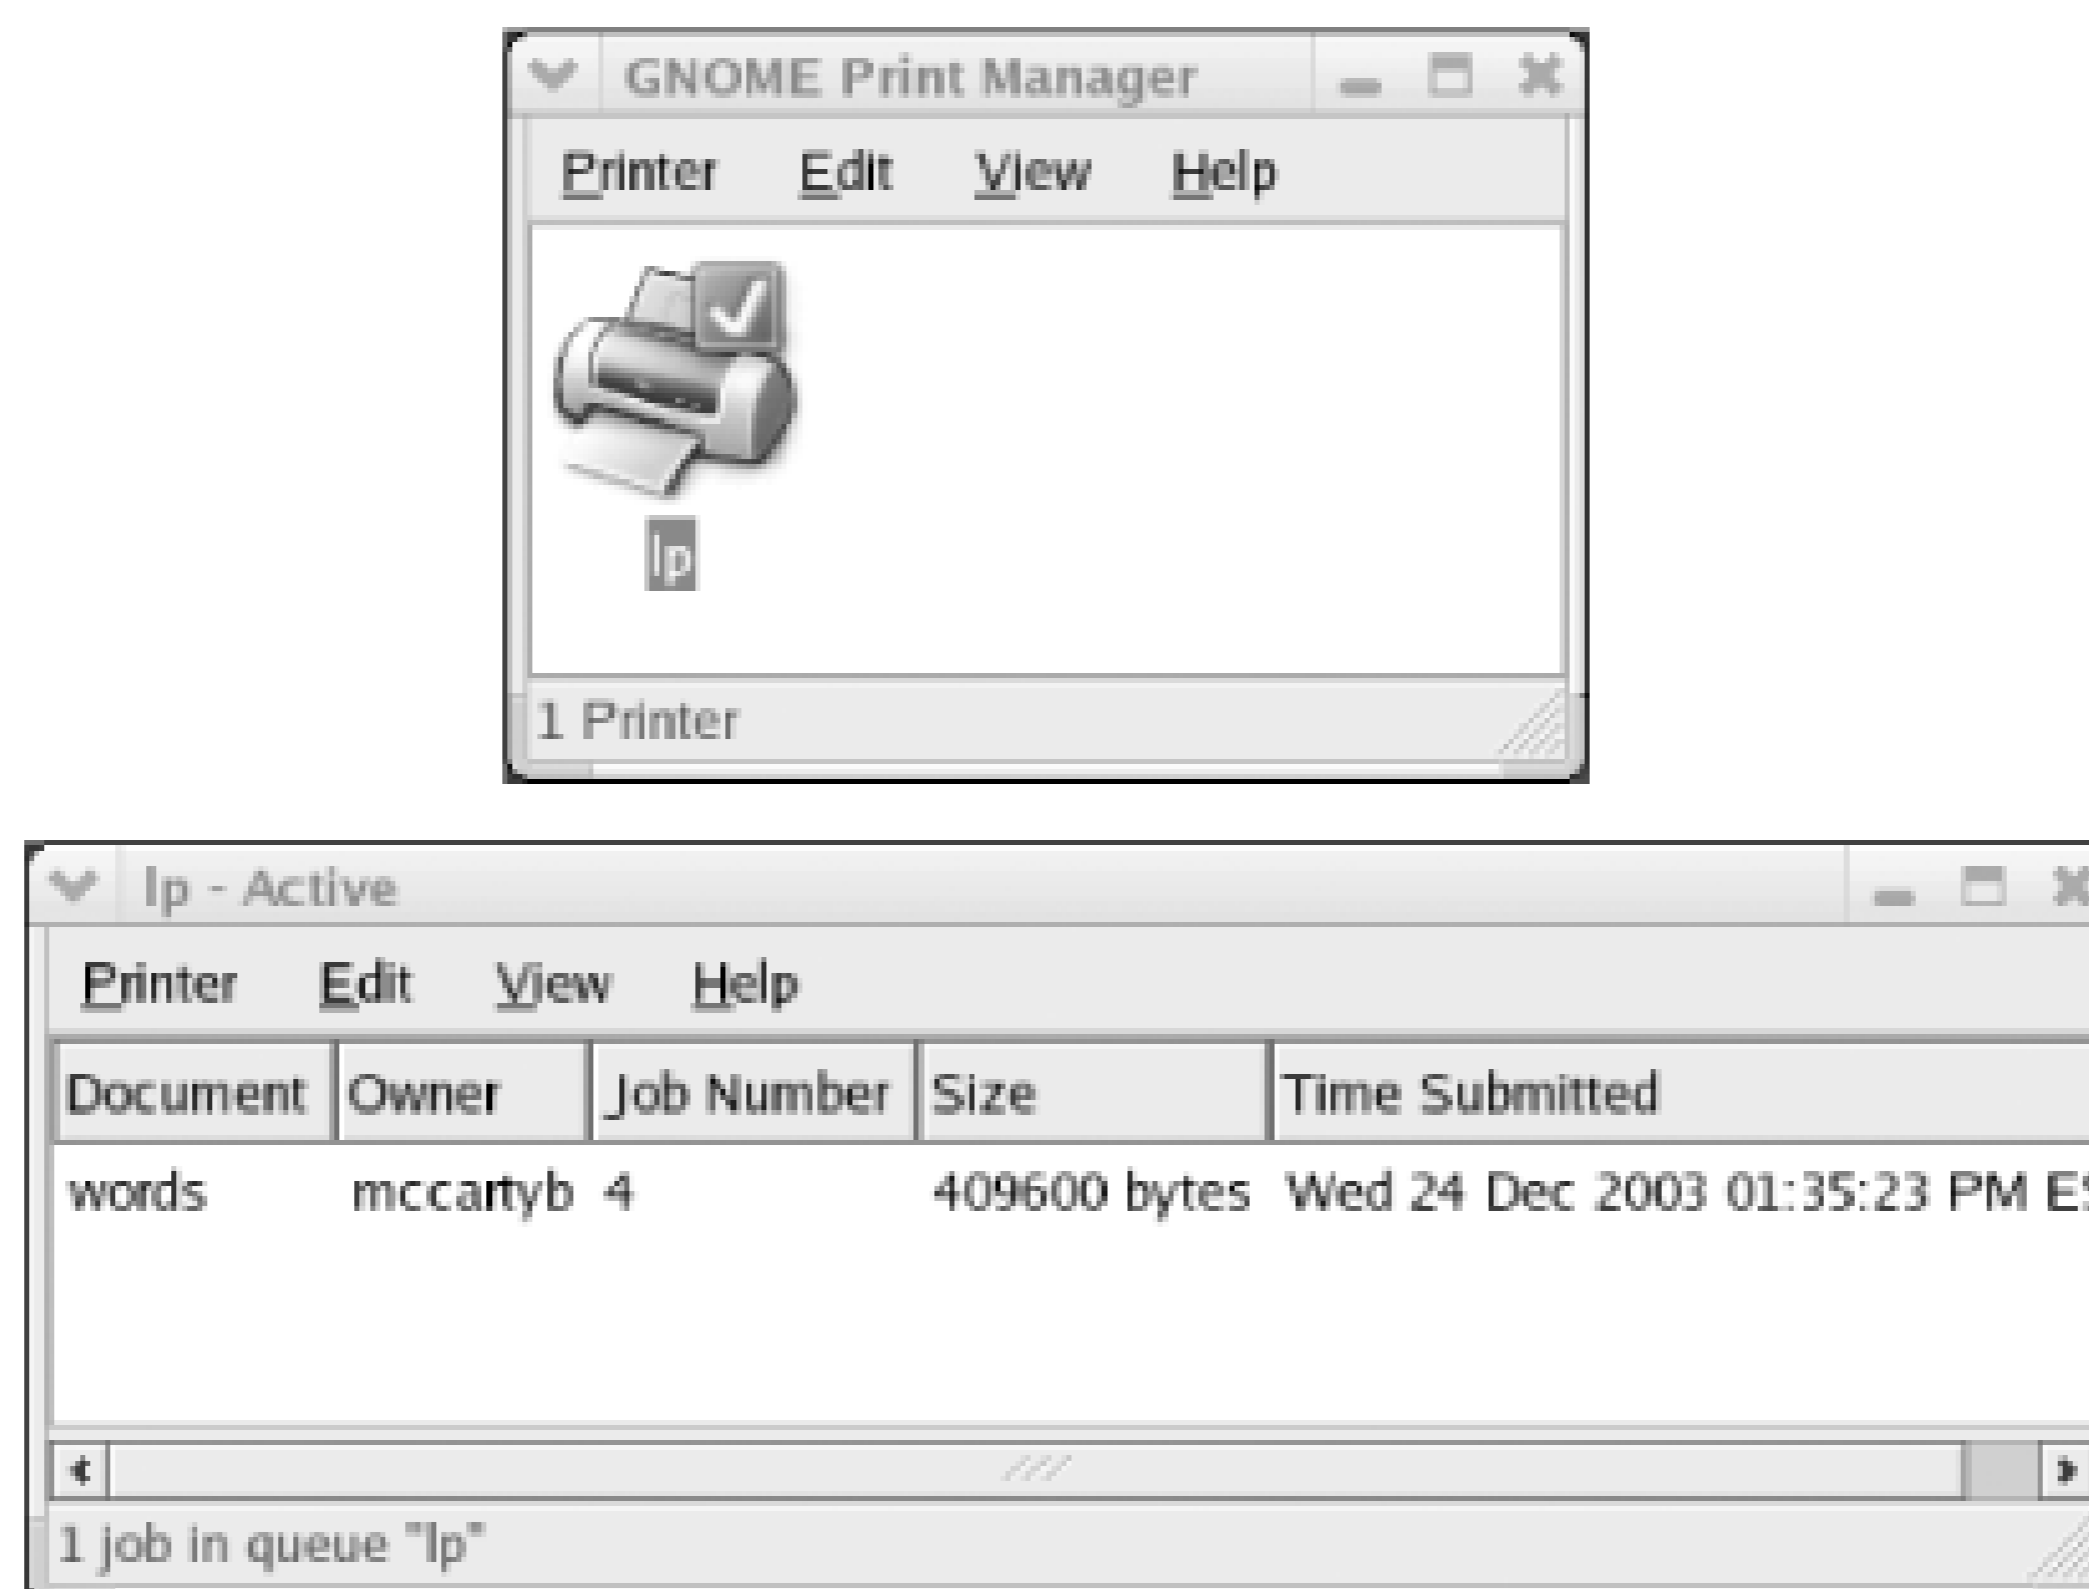 GNOME Print Manager
Printer Edit View Help
lp
1 Printer
lp - Active
Printer Edit View Help
Document Owner Job Number Size Time Submitted
words mccartyb 4 409600 bytes Wed 24 Dec 2003 01:35:23 PM
1 job in queue "lp"